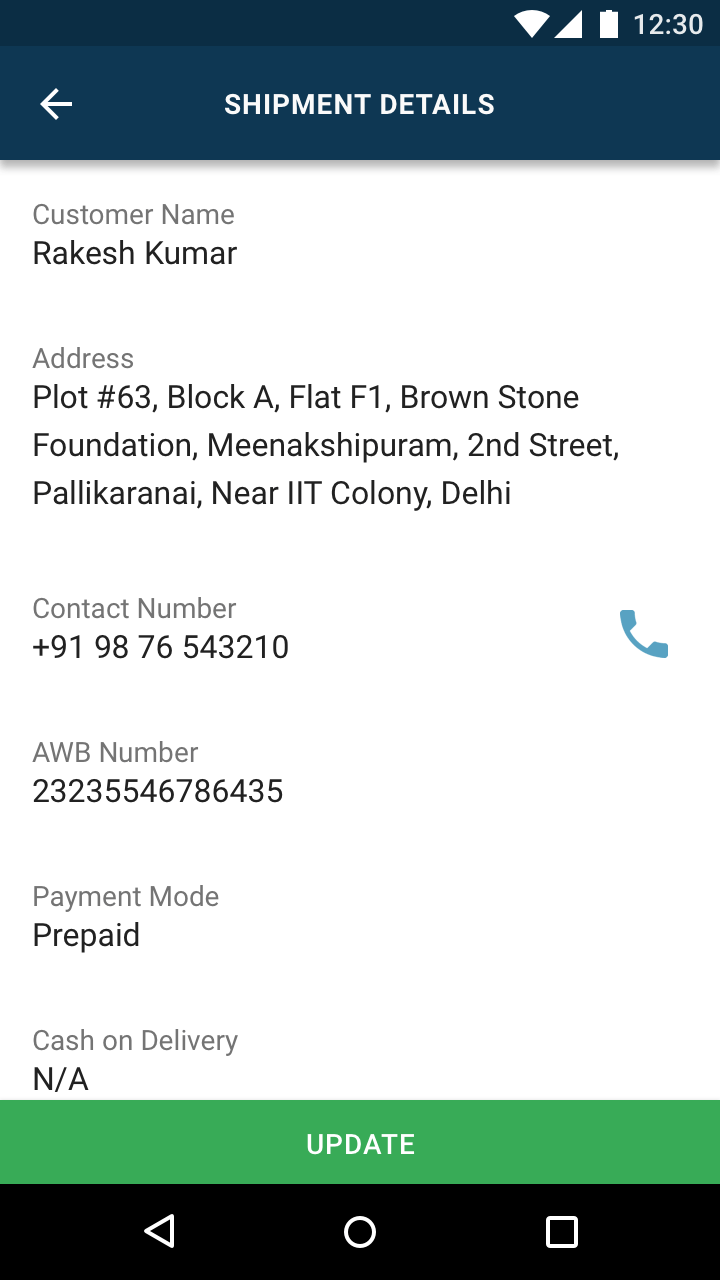 12:30
SHIPMENT DETAILS
Customer Name
Rakesh Kumar
Address
Plot #63, Block A, Flat F1, Brown Stone
Foundation, Meenakshipuram, 2nd Street,
Pallikaranai, Near IIT Colony, Delhi
Contact Number
+91 98 76 543210
AWB Number
23235546786435
Payment Mode
Prepaid
Cash on Delivery
N/A
UPDATE